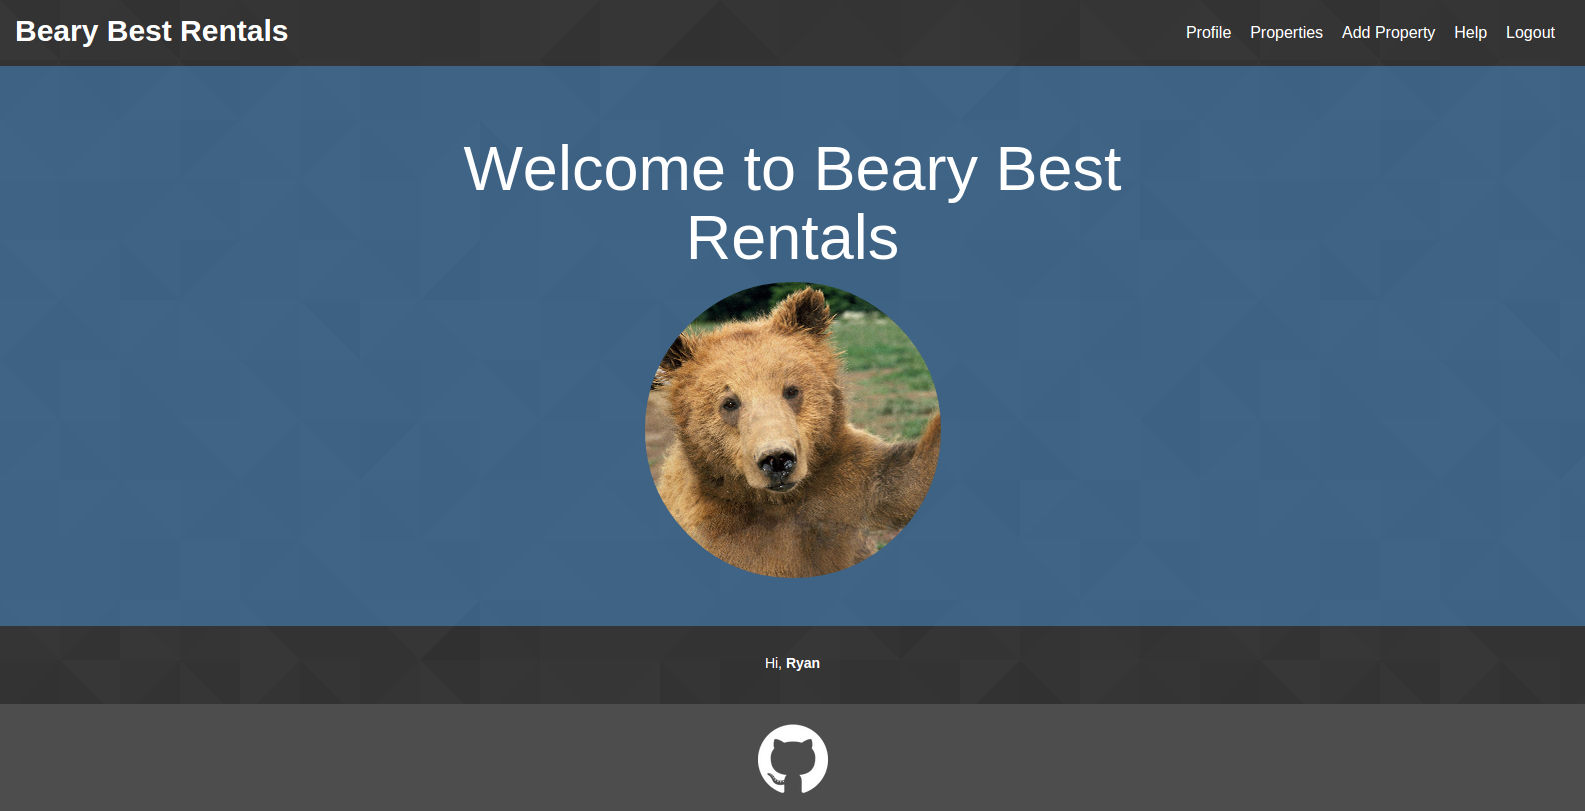 Beary Best Rentals
Profile Properties Add Property Help Logout
Welcome to Beary Best
Rentals
Hi, Ryan